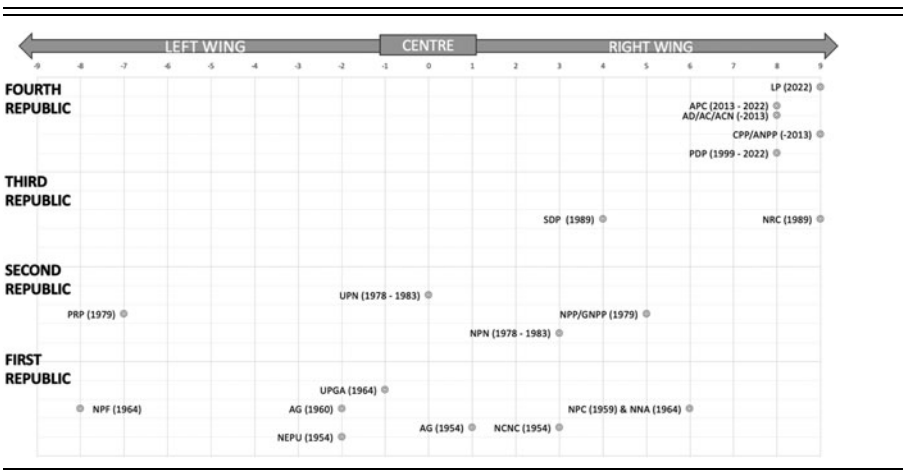 LEFT WING CENTRE RIGHT WING
-9 -8 -7 -6 -5 -4 -3 -2 -1 0 1 2 3 4 5 6 7 8 9
FOURTH
REPUBLIC
LP (2022)
APC (2013 - 2022)
AD/AC/ACN (-2013)
CPP/ANPP (-2013)
PDP (1999 - 2022)
THIRD
REPUBLIC
SDP (1989) NRC (1989)
SECOND
REPUBLIC
UPN (1978 - 1983)
PRP (1979) NPP/GNPP (1979)
NPN (1978 - 1983)
FIRST
REPUBLIC
UPGA (1964)
NPF (1964) AG (1960) NPC (1959) & NNA (1964)
AG (1954) NCNC (1954)
NEPU (1954)